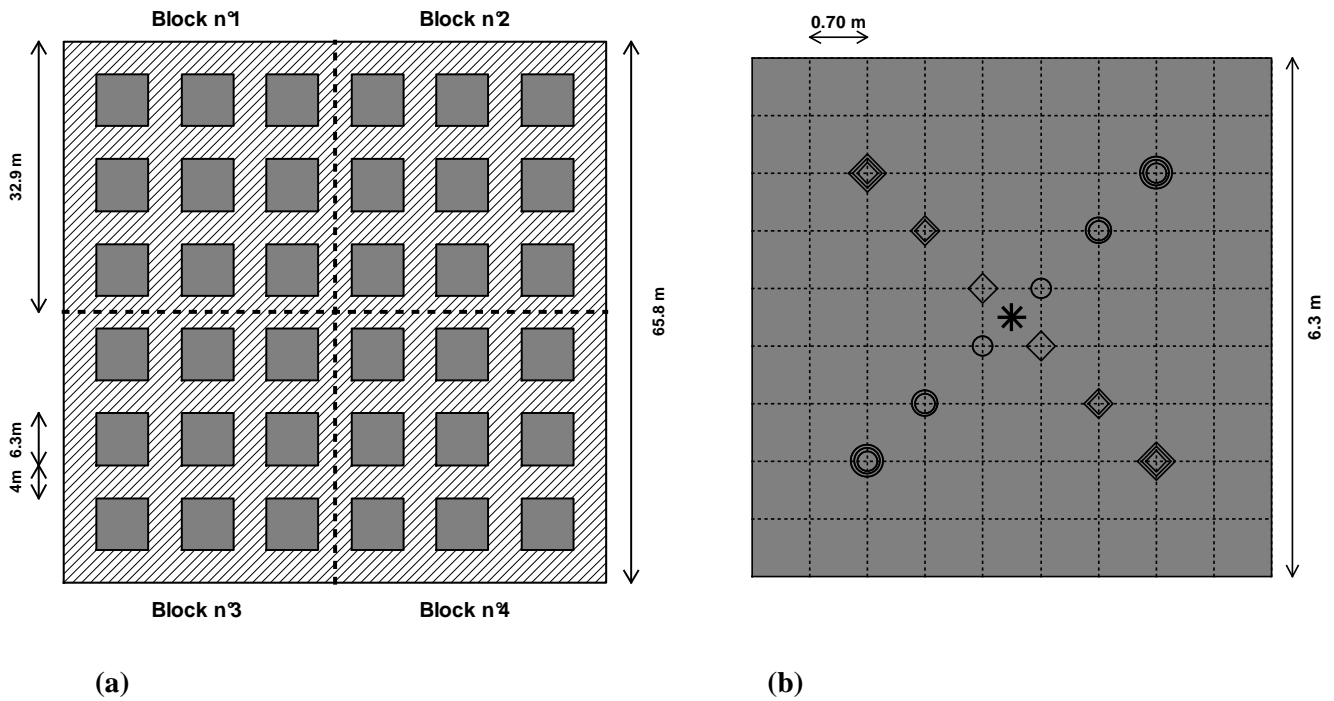 Block n°1
Block n°2
0.70 m
32.9 m
65.8 m
6.3 m
6.3m
4m
Block n°3
Block n°4
(a)
(b)